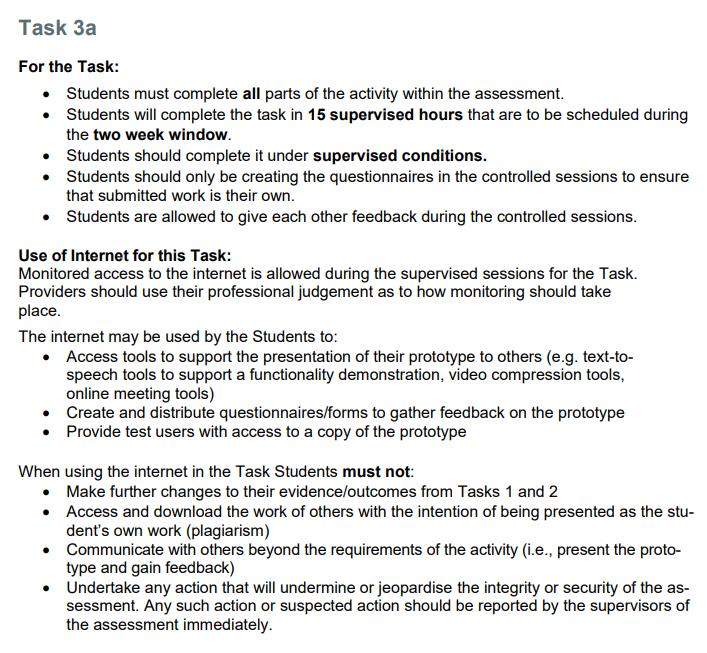 Task 3a
For the Task:
• Students must complete all parts of the activity within the assessment.
• Students will complete the task in 15 supervised hours that are to be scheduled during
the two week window.
• Students should complete it under supervised conditions.
• Students should only be creating the questionnaires in the controlled sessions to ensure
that submitted work is their own.
• Students are allowed to give each other feedback during the controlled sessions.
Use of Internet for this Task:
Monitored access to the internet is allowed during the supervised sessions for the Task.
Providers should use their professional judgement as to how monitoring should take
place.
The internet may be used by the Students to:
• Access tools to support the presentation of their prototype to others (e.g. text-to-
speech tools to support a functionality demonstration, video compression tools,
online meeting tools)
• Create and distribute questionnaires/forms to gather feedback on the prototype
• Provide test users with access to a copy of the prototype
When using the internet in the Task Students must not:
• Make further changes to their evidence/outcomes from Tasks 1 and 2
• Access and download the work of others with the intention of being presented as the stu-
dent's own work (plagiarism)
• Communicate with others beyond the requirements of the activity (i.e., present the proto-
type and gain feedback)
• Undertake any action that will undermine or jeopardise the integrity or security of the as-
sessment. Any such action or suspected action should be reported by the supervisors of
the assessment immediately.